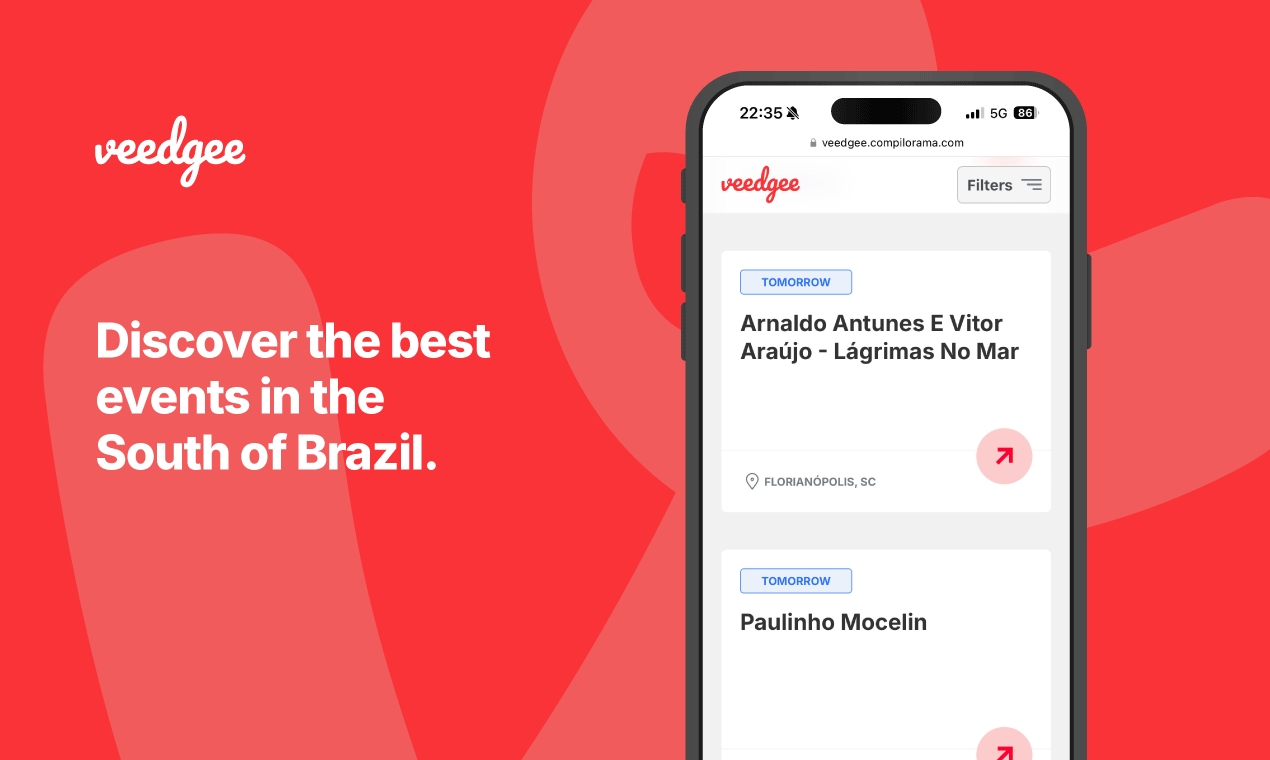 veedgee
Discover the best
events in the
South of Brazil.
22:35
5G
86
veedgee.compilorama.com
veedgee
Filters
TOMORROW
Arnaldo Antunes E Vitor
Araújo - Lágrimas No Mar
FLORIANÓPOLIS, SC
TOMORROW
Paulinho Mocelin